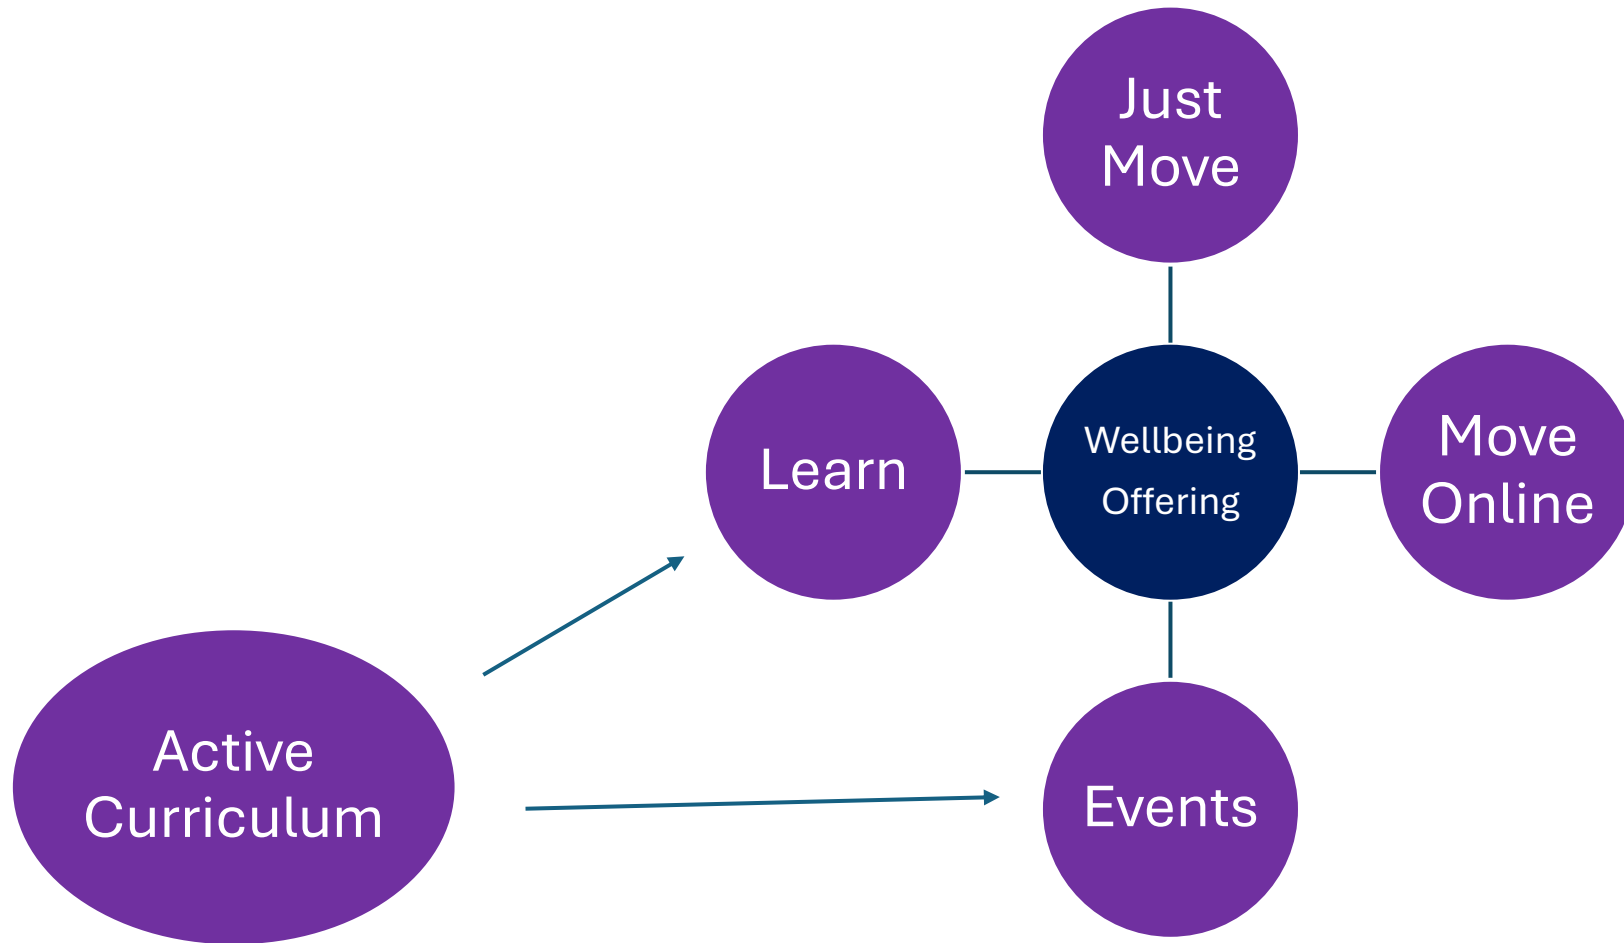 Just
Move
Learn
Wellbeing
Offering
Move
Online
Active
Curriculum
Events